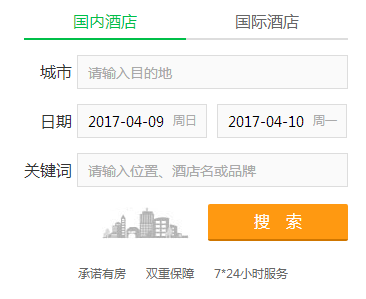 国内酒店 国际酒店
城市 请输入目的地
日期 2017-04-09 周日 2017-04-10 周一
关键词 请输入位置、酒店名或品牌
搜 索
承诺有房 双重保障 7*24小时服务